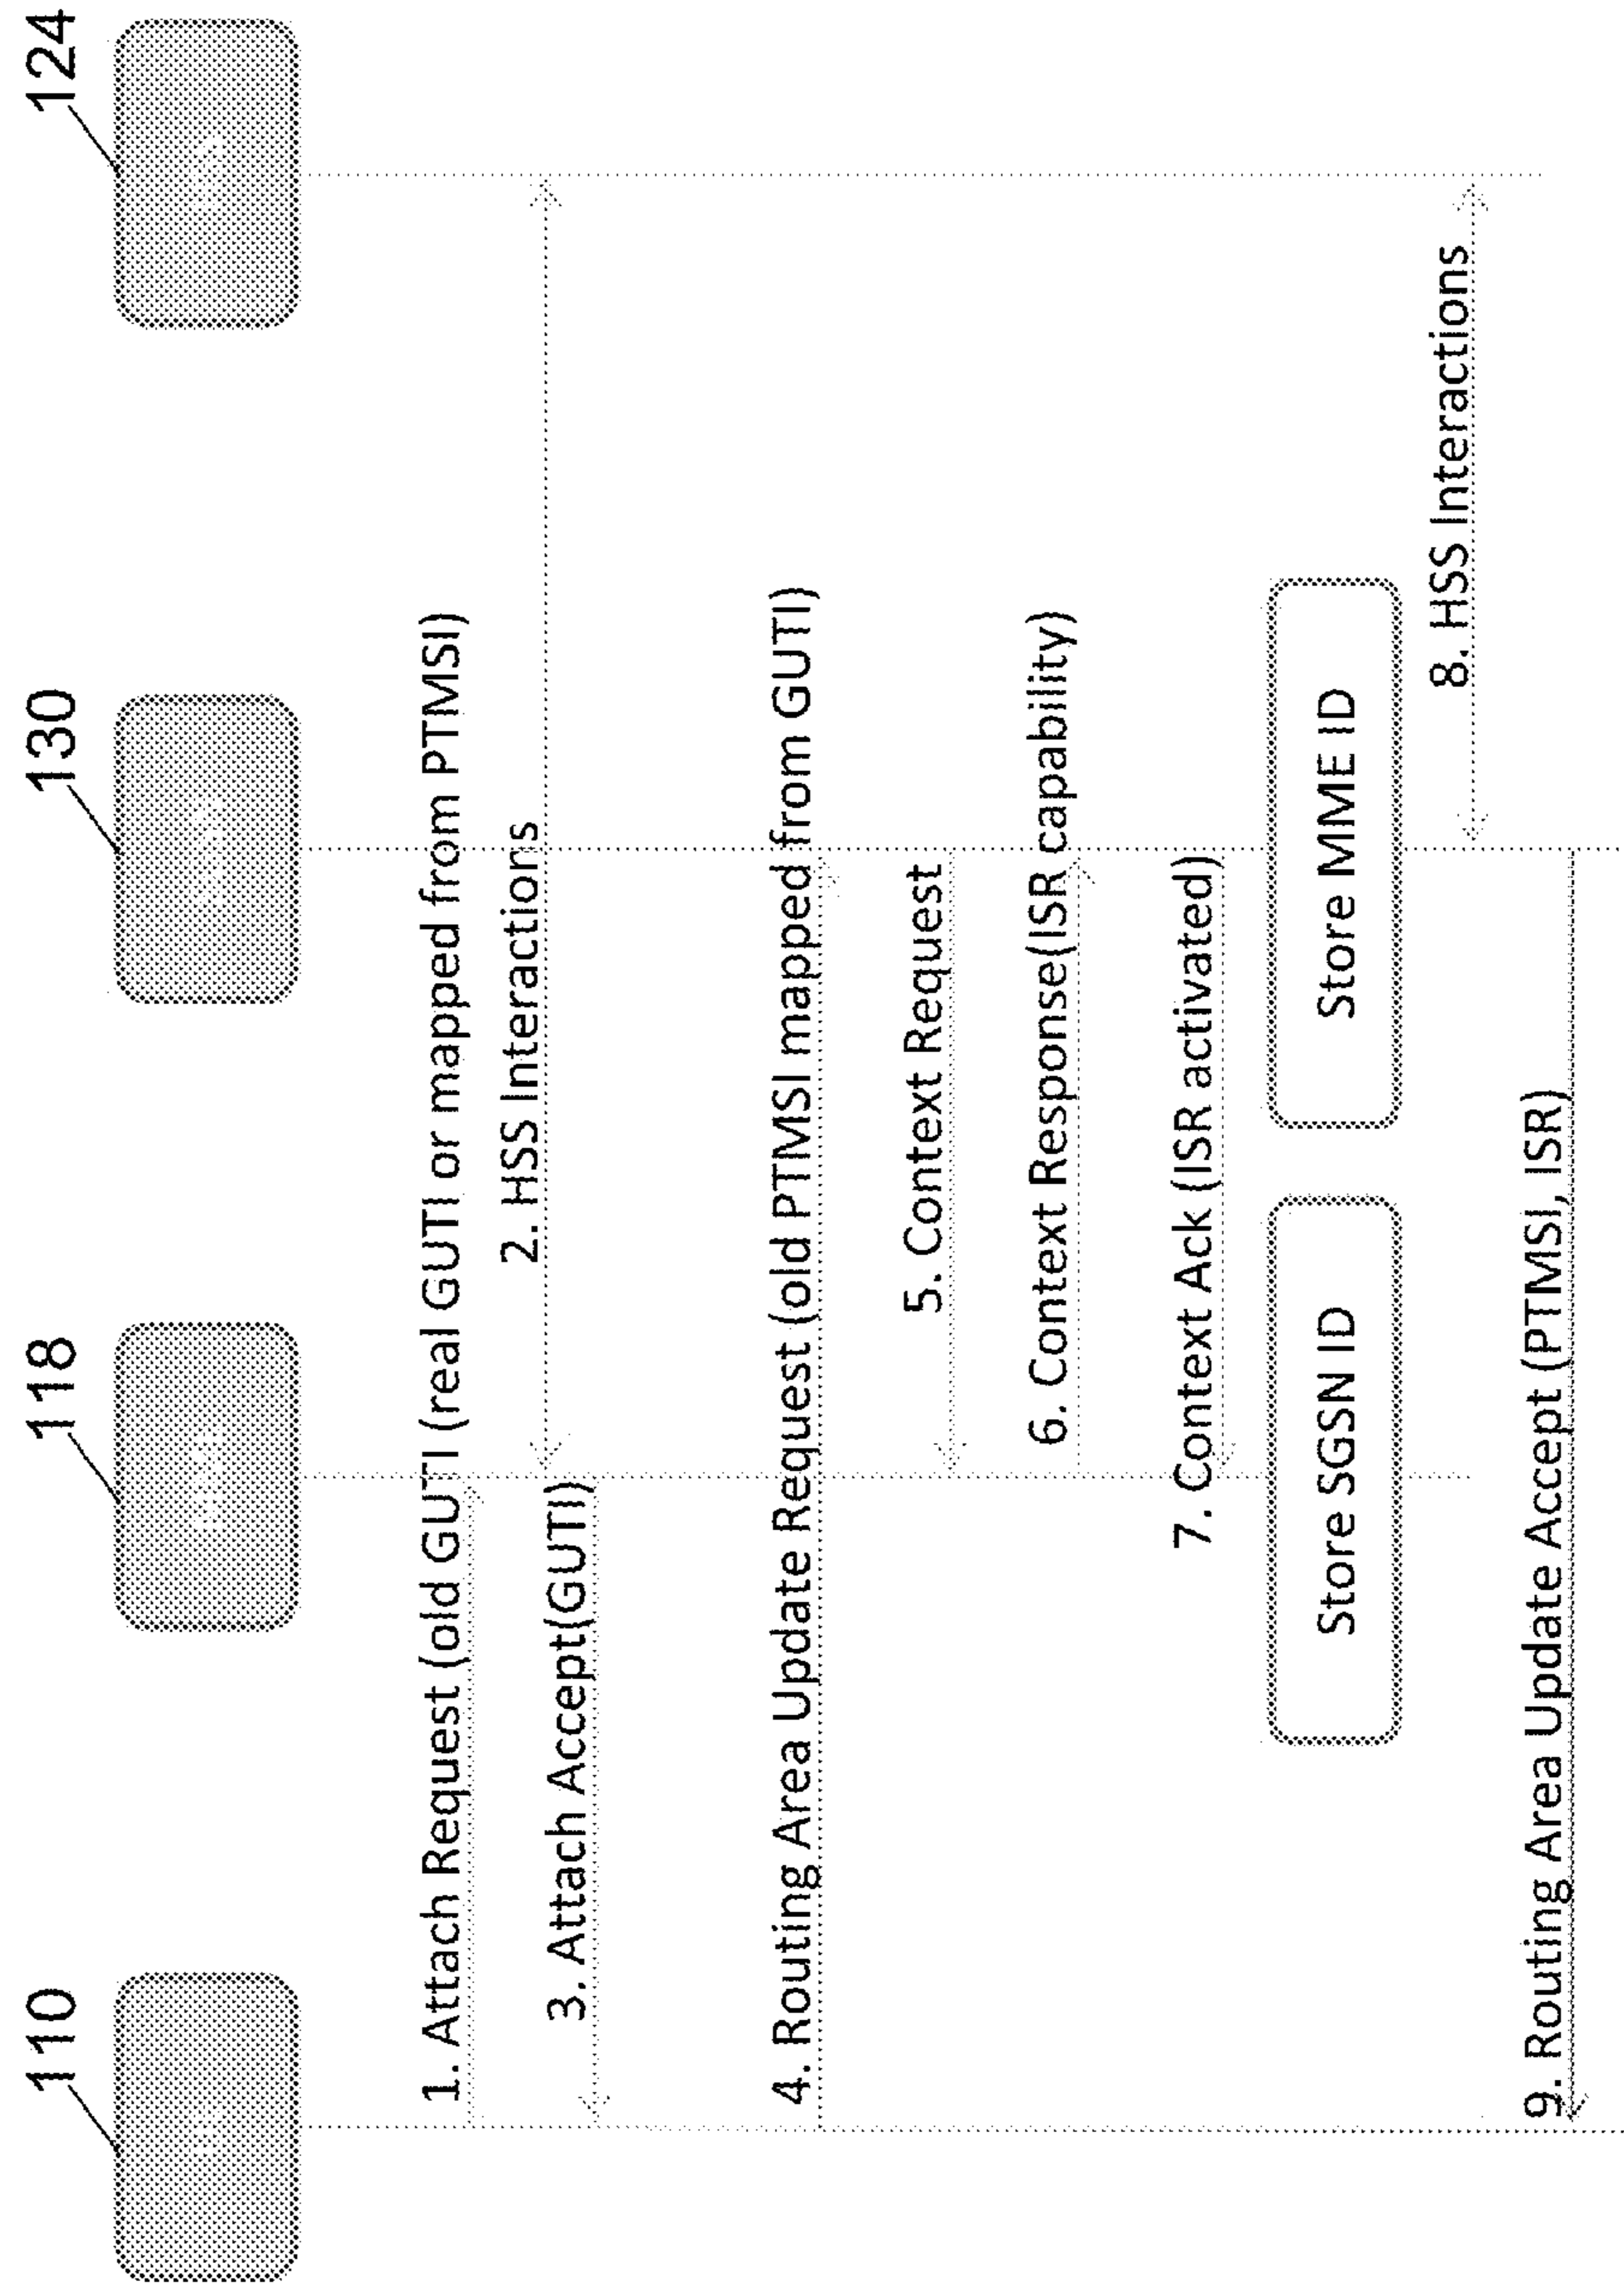 110
118
130
124
1. Attach Request (old GUTI (real GUTI or mapped from PTMSI)
2. HSS Interactions
3. Attach Accept(GUTI)
4. Routing Area Update Request (old PTMSI mapped from GUTI)
5. Context Request
6. Context Response(ISR capability)
7. Context Ack (ISR activated)
Store SGSN ID
Store MME ID
8. HSS Interactions
9. Routing Area Update Accept (PTMSI, ISR)